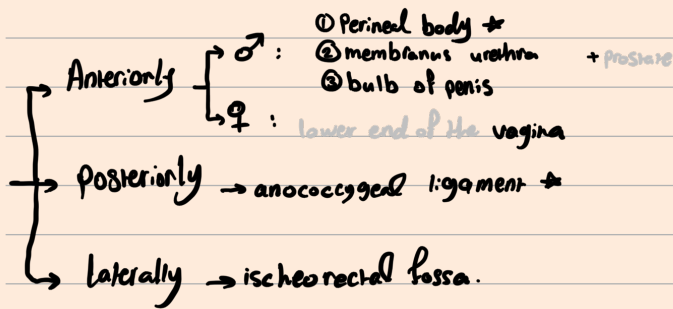 ① Perineal body ★
♂ : ② membranus urethra + prostate
③ bulb of penis
Anteriorly
♀ : lower end of the vagina
Posteriorly → anococcygeal ligament ★
laterally → ischeorectal fossa.